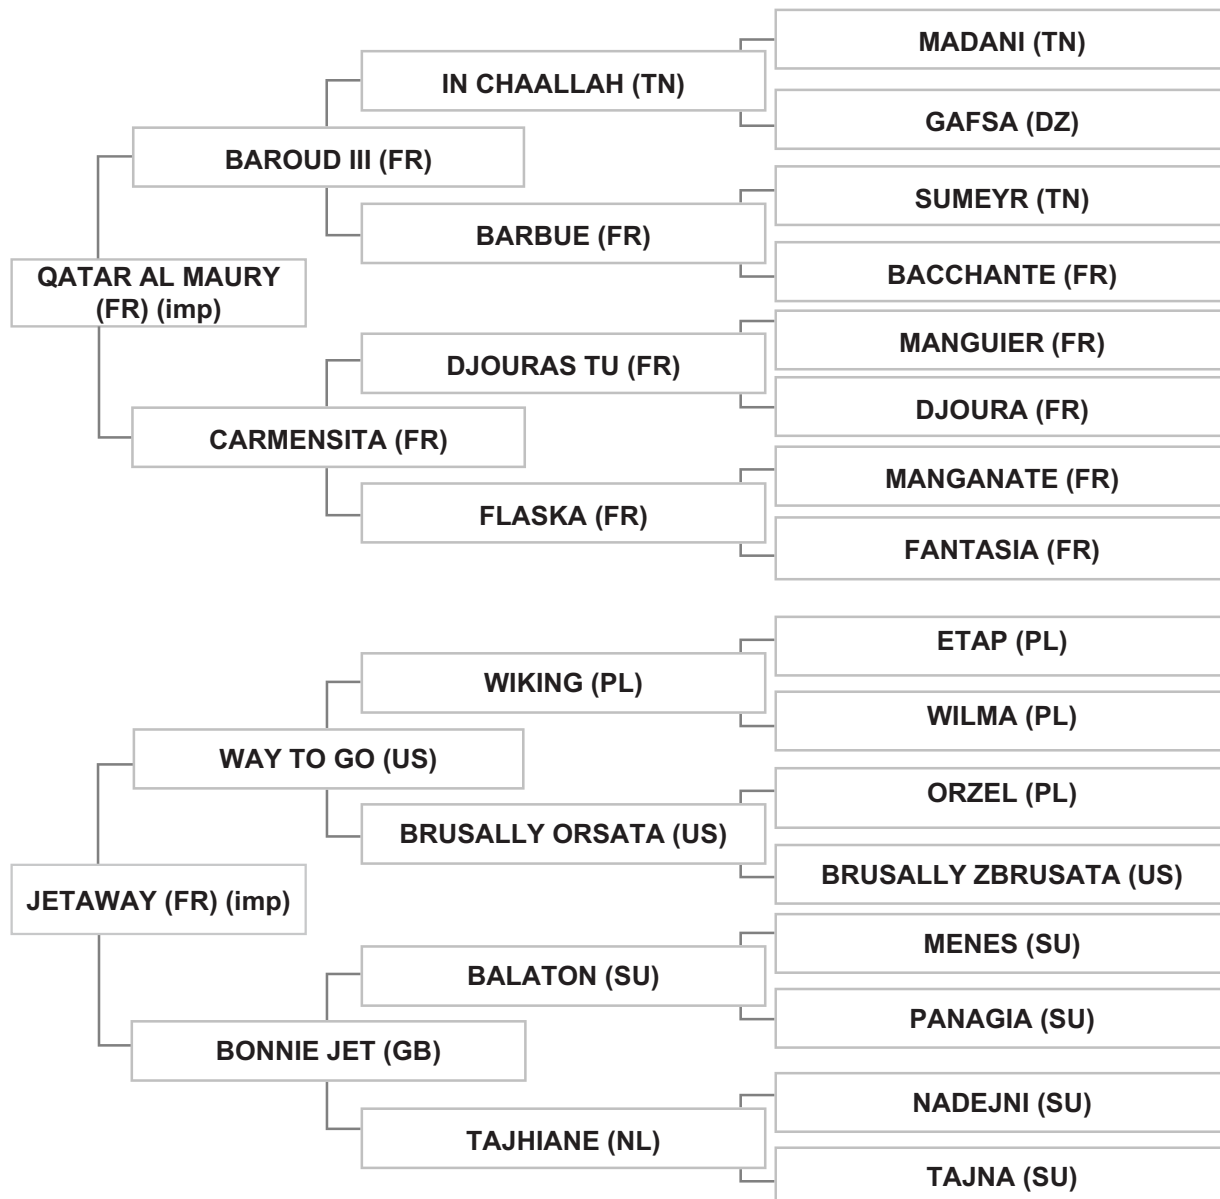 MADANI (TN)
IN CHAALLAH (TN)
GAFSA (DZ)
BAROUD III (FR)
SUMEYR (TN)
BARBUE (FR)
BACCHANTE (FR)
QATAR AL MAURY
(FR) (imp)
MANGUIER (FR)
DJOURAS TU (FR)
DJOURA (FR)
CARMENSITA (FR)
MANGANATE (FR)
FLASKA (FR)
FANTASIA (FR)
ETAP (PL)
WIKING (PL)
WILMA (PL)
WAY TO GO (US)
ORZEL (PL)
BRUSALLY ORSATA (US)
BRUSALLY ZBRUSATA (US)
JETAWAY (FR) (imp)
MENES (SU)
BALATON (SU)
PANAGIA (SU)
BONNIE JET (GB)
NADEJNI (SU)
TAJHIANE (NL)
TAJNA (SU)